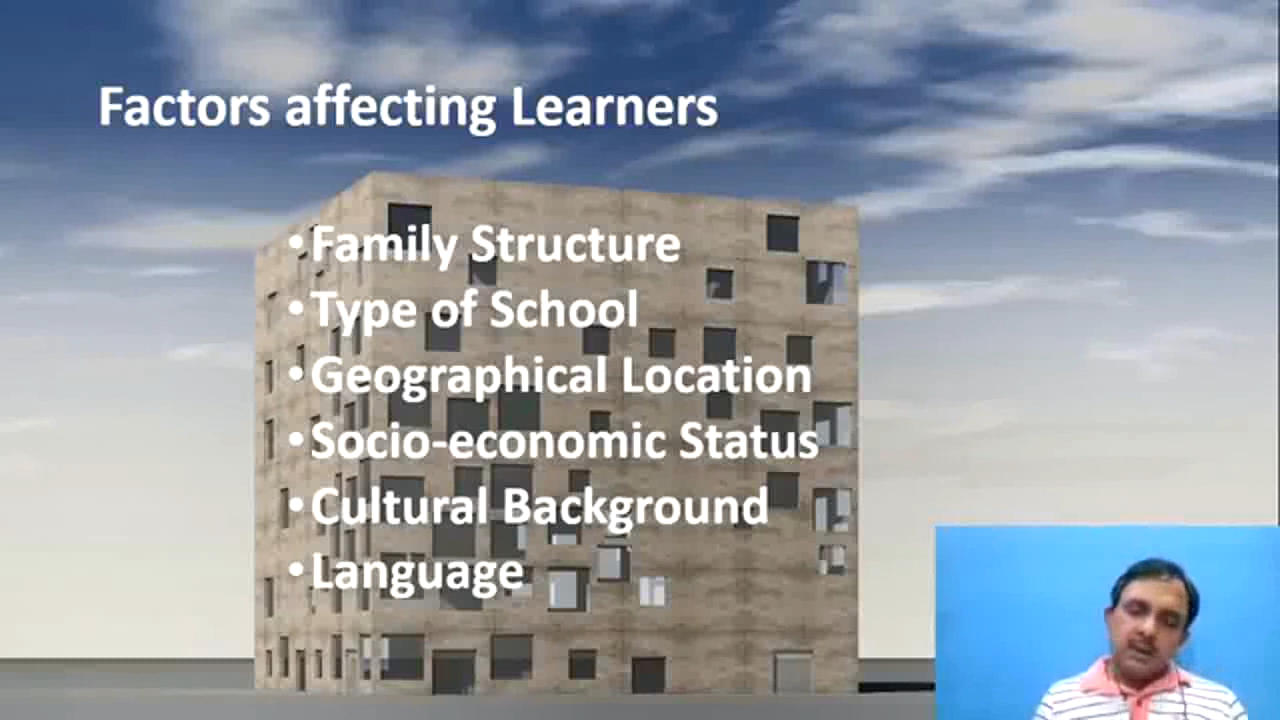 Factors affecting Learners
•Family Structure
•Type of School
•Geographical Location
•Socio-economic Status
•Cultural Background
•Language